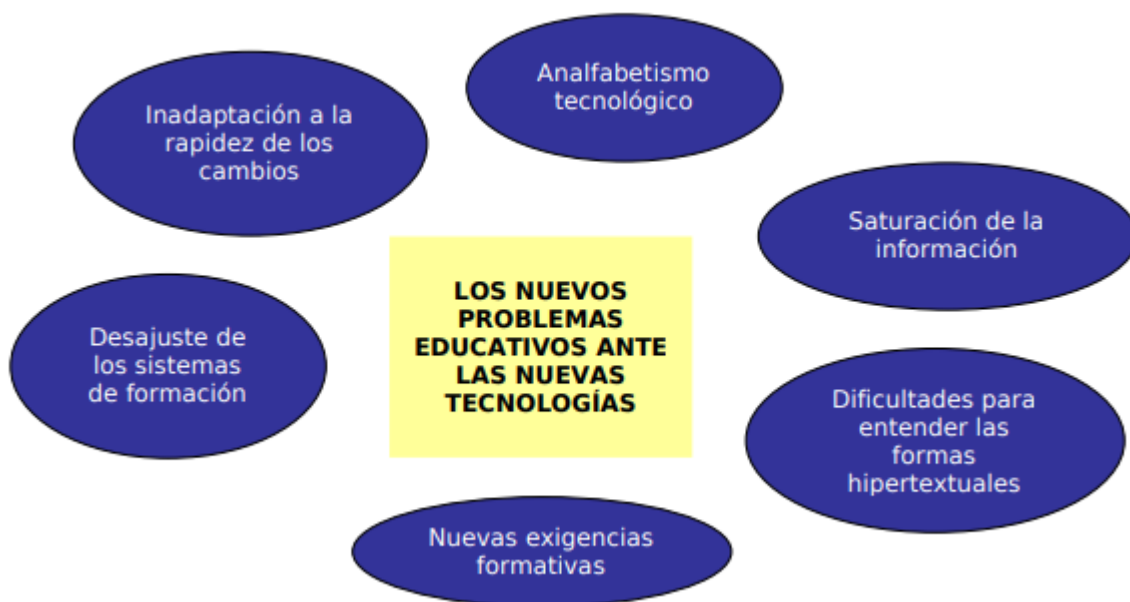 Analfabetismo
tecnológico
Inadaptación a la
rapidez de los
cambios
Saturación de la
información
LOS NUEVOS
PROBLEMAS
EDUCATIVOS ANTE
LAS NUEVAS
TECNOLOGÍAS
Desajuste de
los sistemas
de formación
Dificultades para
entender las
formas
hipertextuales
Nuevas exigencias
formativas